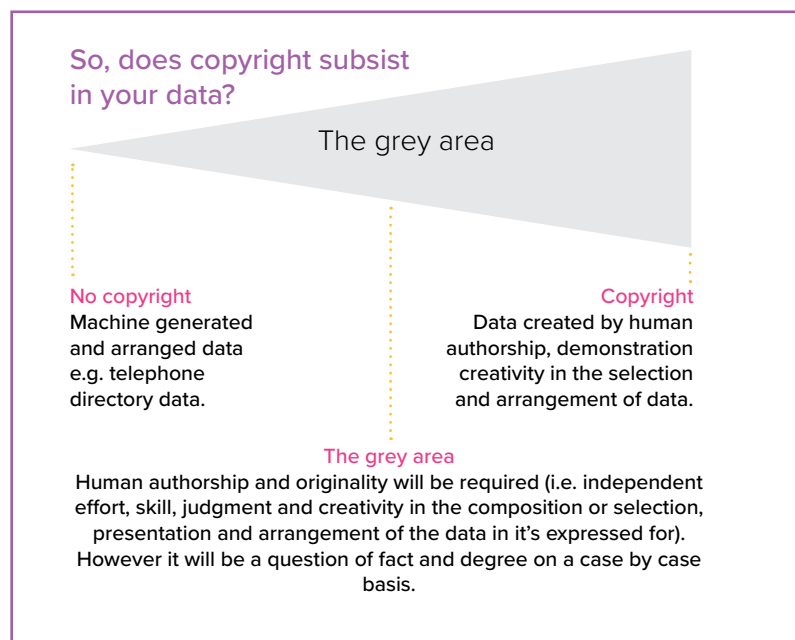 So, does copyright subsist
in your data?
The grey area
No copyright
Machine generated
and arranged data
e.g. telephone
directory data.
Copyright
Data created by human
authorship, demonstration
creativity in the selection
and arrangement of data.
The grey area
Human authorship and originality will be required (i.e. independent
effort, skill, judgment and creativity in the composition or selection,
presentation and arrangement of the data in it's expressed for).
However it will be a question of fact and degree on a case by case
basis.